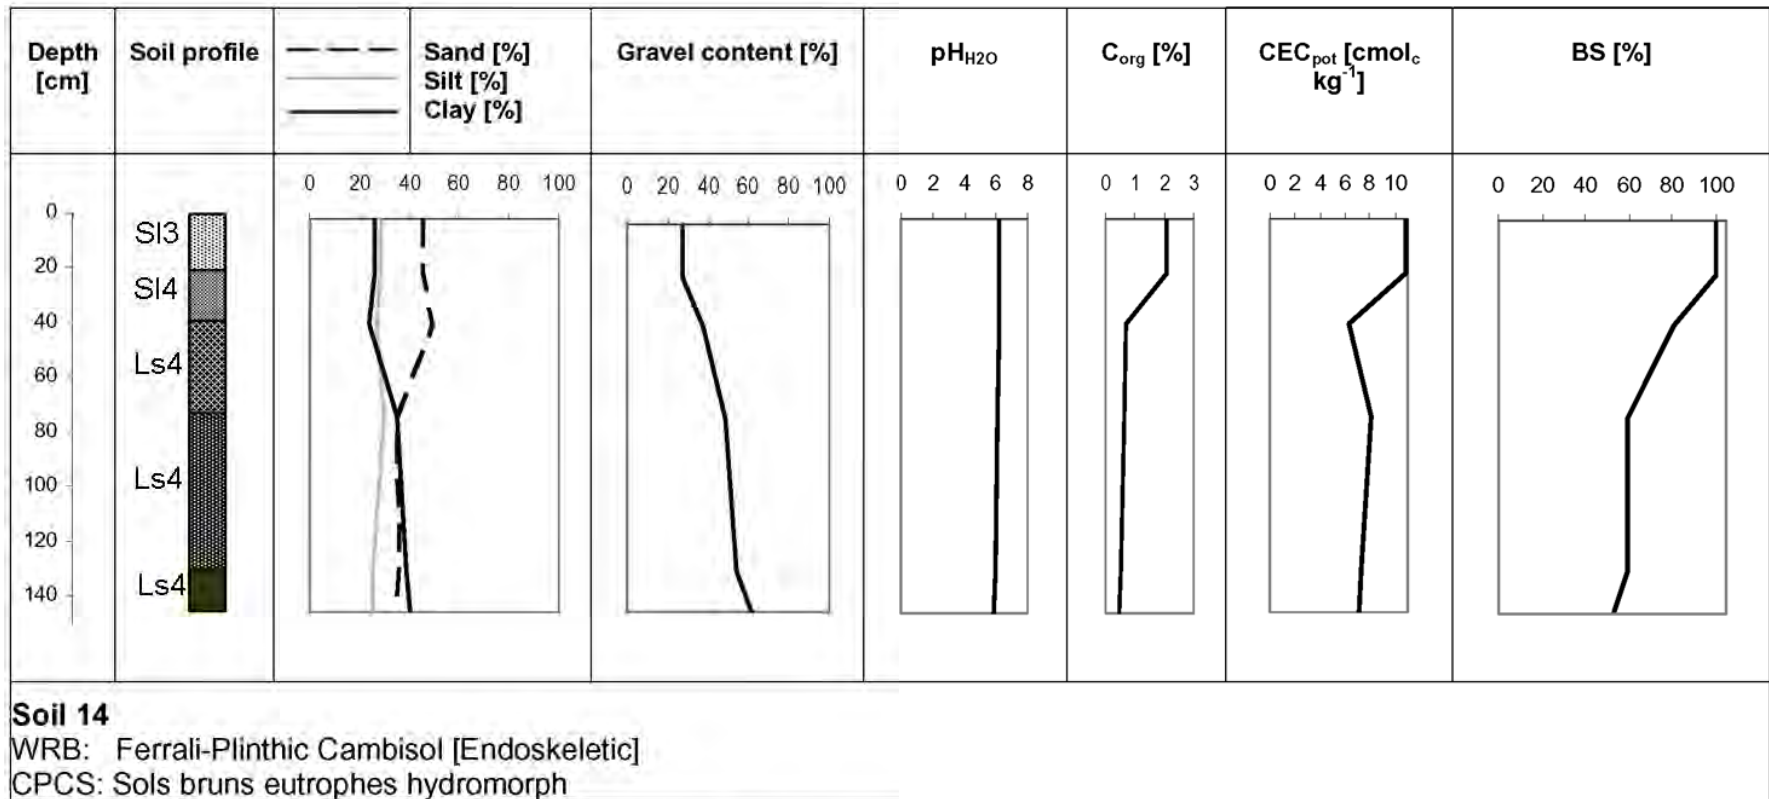 Depth [cm]
Soil profile
Sand [%]
Silt [%]
Clay [%]
Gravel content [%]
pHH2O
Corg [%]
CECpot [cmolc kg-1]
BS [%]
0 20 40 60 80 100
0 20 40 60 80 100
0 2 4 6 8
0 1 2 3
0 2 4 6 8 10
0 20 40 60 80 100
0
20
40
60
80
100
120
140
Sl3
Sl4
Ls4
Ls4
Ls4
Soil 14
WRB: Ferrali-Plinthic Cambisol [Endoskeletic]
CPCS: Sols bruns eutrophes hydromorph